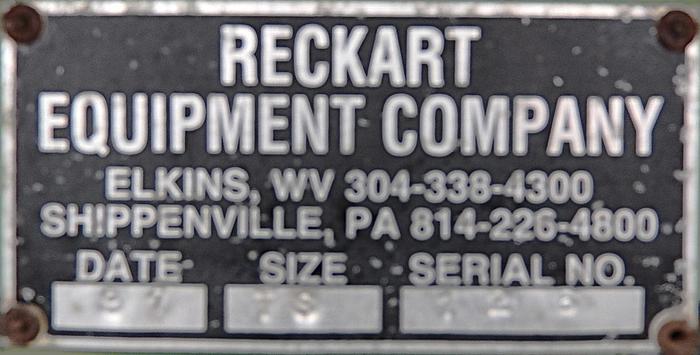 RECKART
EQUIPMENT COMPANY
ELKINS, WV 304-338-4300
SHIPPENVILLE, PA 814-226-4800
DATE SIZE SERIAL NO.